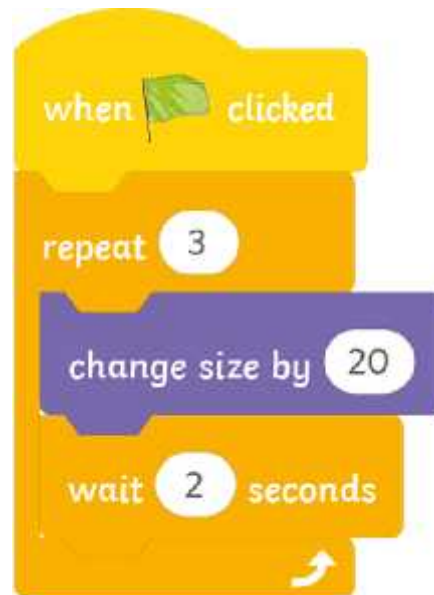 when clicked
repeat 3
change size by 20
wait 2 seconds